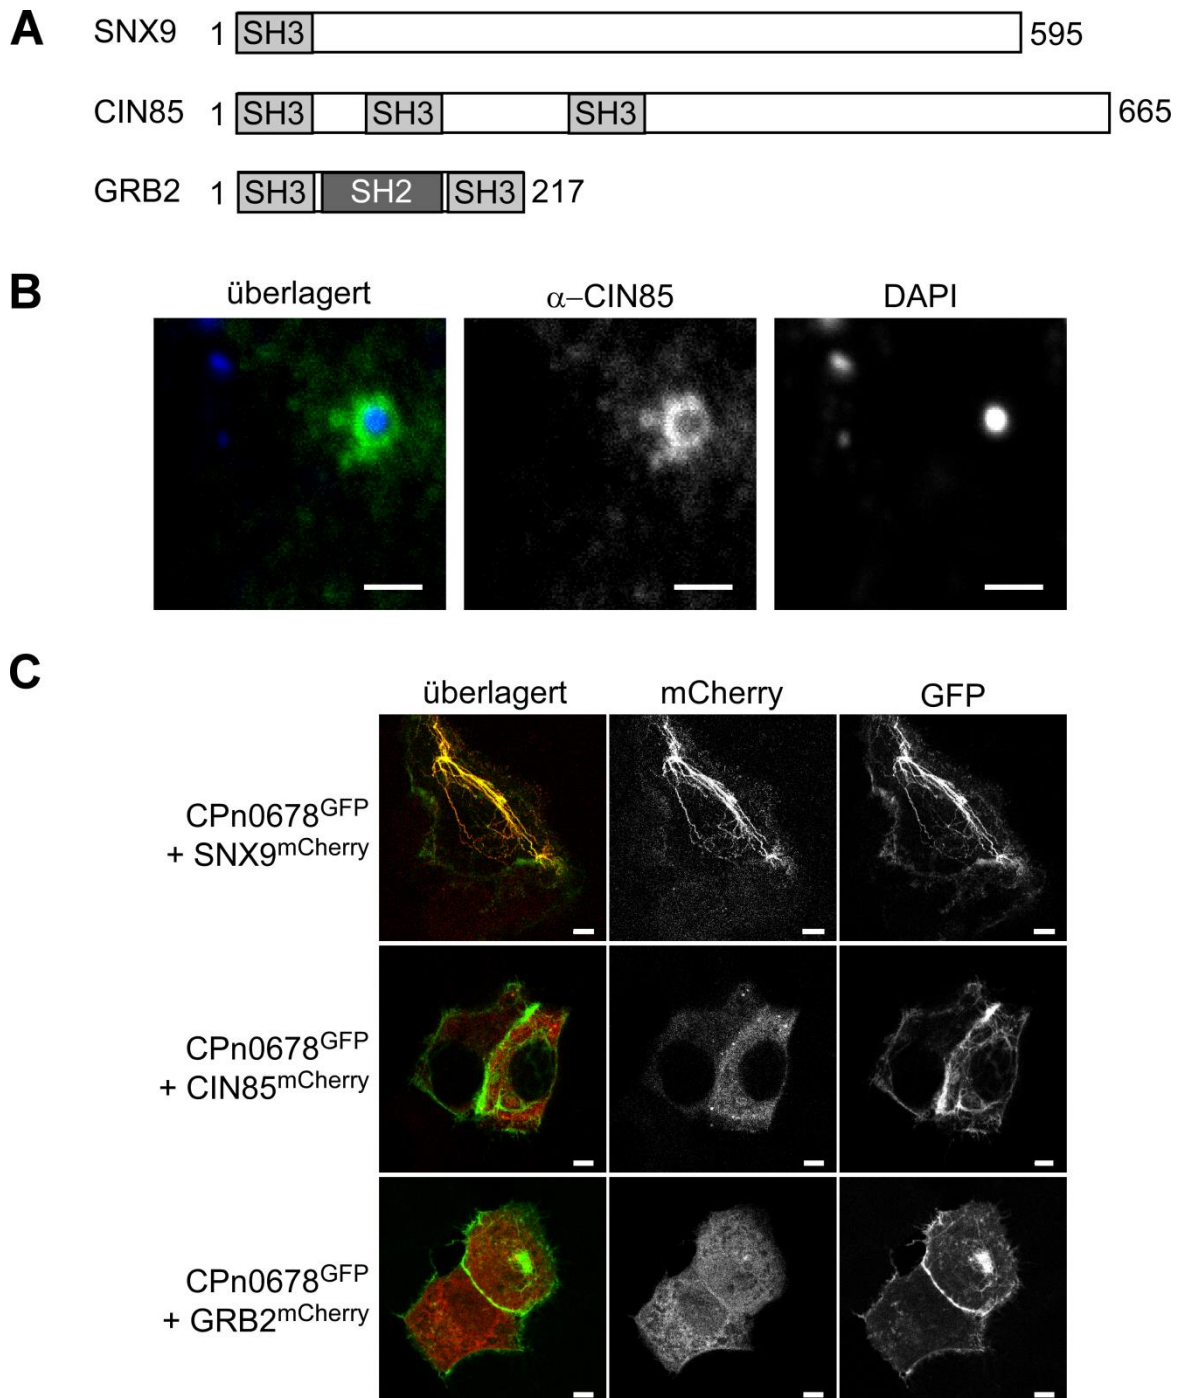 A
SNX9 1 SH3 595
CIN85 1 SH3 SH3 SH3 665
GRB2 1 SH3 SH2 SH3 217
B
überlagert α–CIN85 DAPI
C
überlagert mCherry GFP
CPn0678GFP
+ SNX9mCherry
CPn0678GFP
+ CIN85mCherry
CPn0678GFP
+ GRB2mCherry